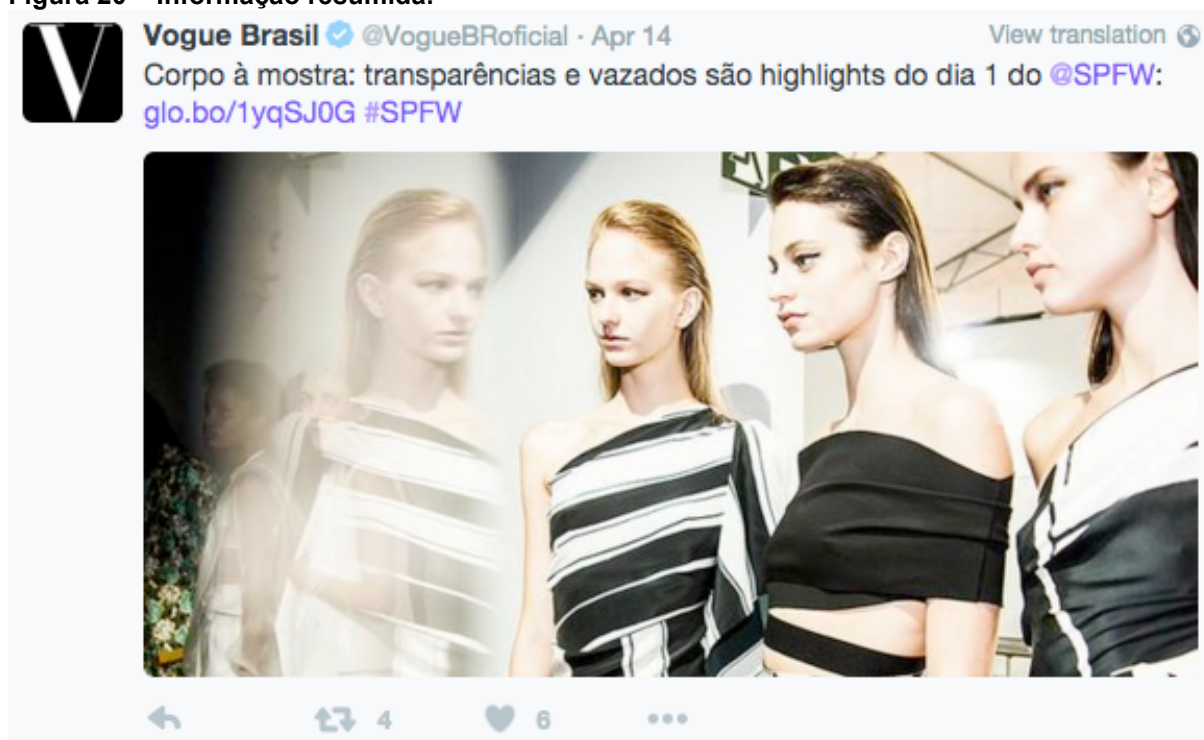 Figura 20 – Informação resumida.
Vogue Brasil @VogueBRoficial · Apr 14
View translation
Corpo à mostra: transparências e vazados são highlights do dia 1 do @SPFW:
glo.bo/1yqSJ0G #SPFW
4
6